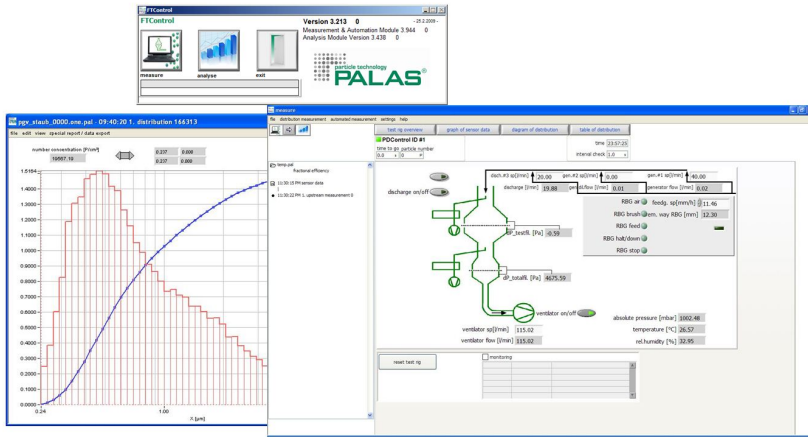 FTControl
FTControl
Version 3.213 0
- 25.2.2009 -
Measurement & Automation Module 3.944 0
Analysis Module Version 3.438 0
measure
analyse
exit
particle technology
PALAS®
pgv_staub_0000.one.pal - 09:40:20 1. distribution 166313
file edit view special report / data export
number concentration [P/cm³]
0.237 0.600
0.237 0.000
1.4000
1.3000
1.2000
1.1000
1.0000
0.9000
0.8000
0.7000
0.6000
0.5000
0.4000
0.3000
0.2000
0.1000
0.0000
0.24
1.00
X [µm]
measure
file distribution measurement automated measurement settings help
test rig overview
graph of sensor data
diagram of distribution
table of distribution
PDControl ID #1
time to go particle number
0.0
0
time 23:57:25
interval check 1.0
temp.pal
fractional efficiency
11:30:15 PM sensor data
11:30:22 PM 1. upstream measurement 0
disch.#3 sp[l/min] 20.00
gen.#2 sp[l/min] 0.00
gen.#1 sp[l/min] 40.00
discharge on/off
discharge [l/min] 19.88
0.01
generator flow [l/min] 0.02
feedg. sp[mm/h] 11.46
RBG brush
em. way RBG [mm] 12.30
RBG feed
RBG halt/down
RBG stop
dP_testfil. [Pa] -0.59
dP_totalfil. [Pa] 4675.59
ventilator on/off
ventilator sp[l/min] 115.02
ventilator flow [l/min] 115.02
absolute pressure [mbar] 1002.48
temperature [°C] 26.57
rel.humidity [%] 32.95
reset test rig
monitoring